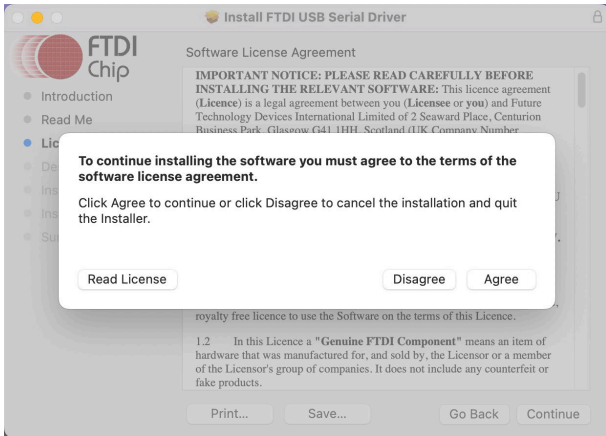 Install FTDI USB Serial Driver
FTDI
Chip
Software License Agreement
IMPORTANT NOTICE: PLEASE READ CAREFULLY BEFORE
INSTALLING THE RELEVANT SOFTWARE: This licence agreement
(Licence) is a legal agreement between you (Licensee or you) and Future
Technology Devices International Limited of 2 Seaward Place, Centurion
Business Park, Glasgow G41 1HH, Scotland (UK Company Number
Introduction
Read Me
Lic
De
Ins
Ins
Su
To continue installing the software you must agree to the terms of the
software license agreement.
Click Agree to continue or click Disagree to cancel the installation and quit
the Installer.
Read License
Disagree
Agree
royalty free licence to use the Software on the terms of this Licence.
1.2 In this Licence a "Genuine FTDI Component" means an item of
hardware that was manufactured for, and sold by, the Licensor or a member
of the Licensor's group of companies. It does not include any counterfeit or
fake products.
Print...
Save...
Go Back
Continue